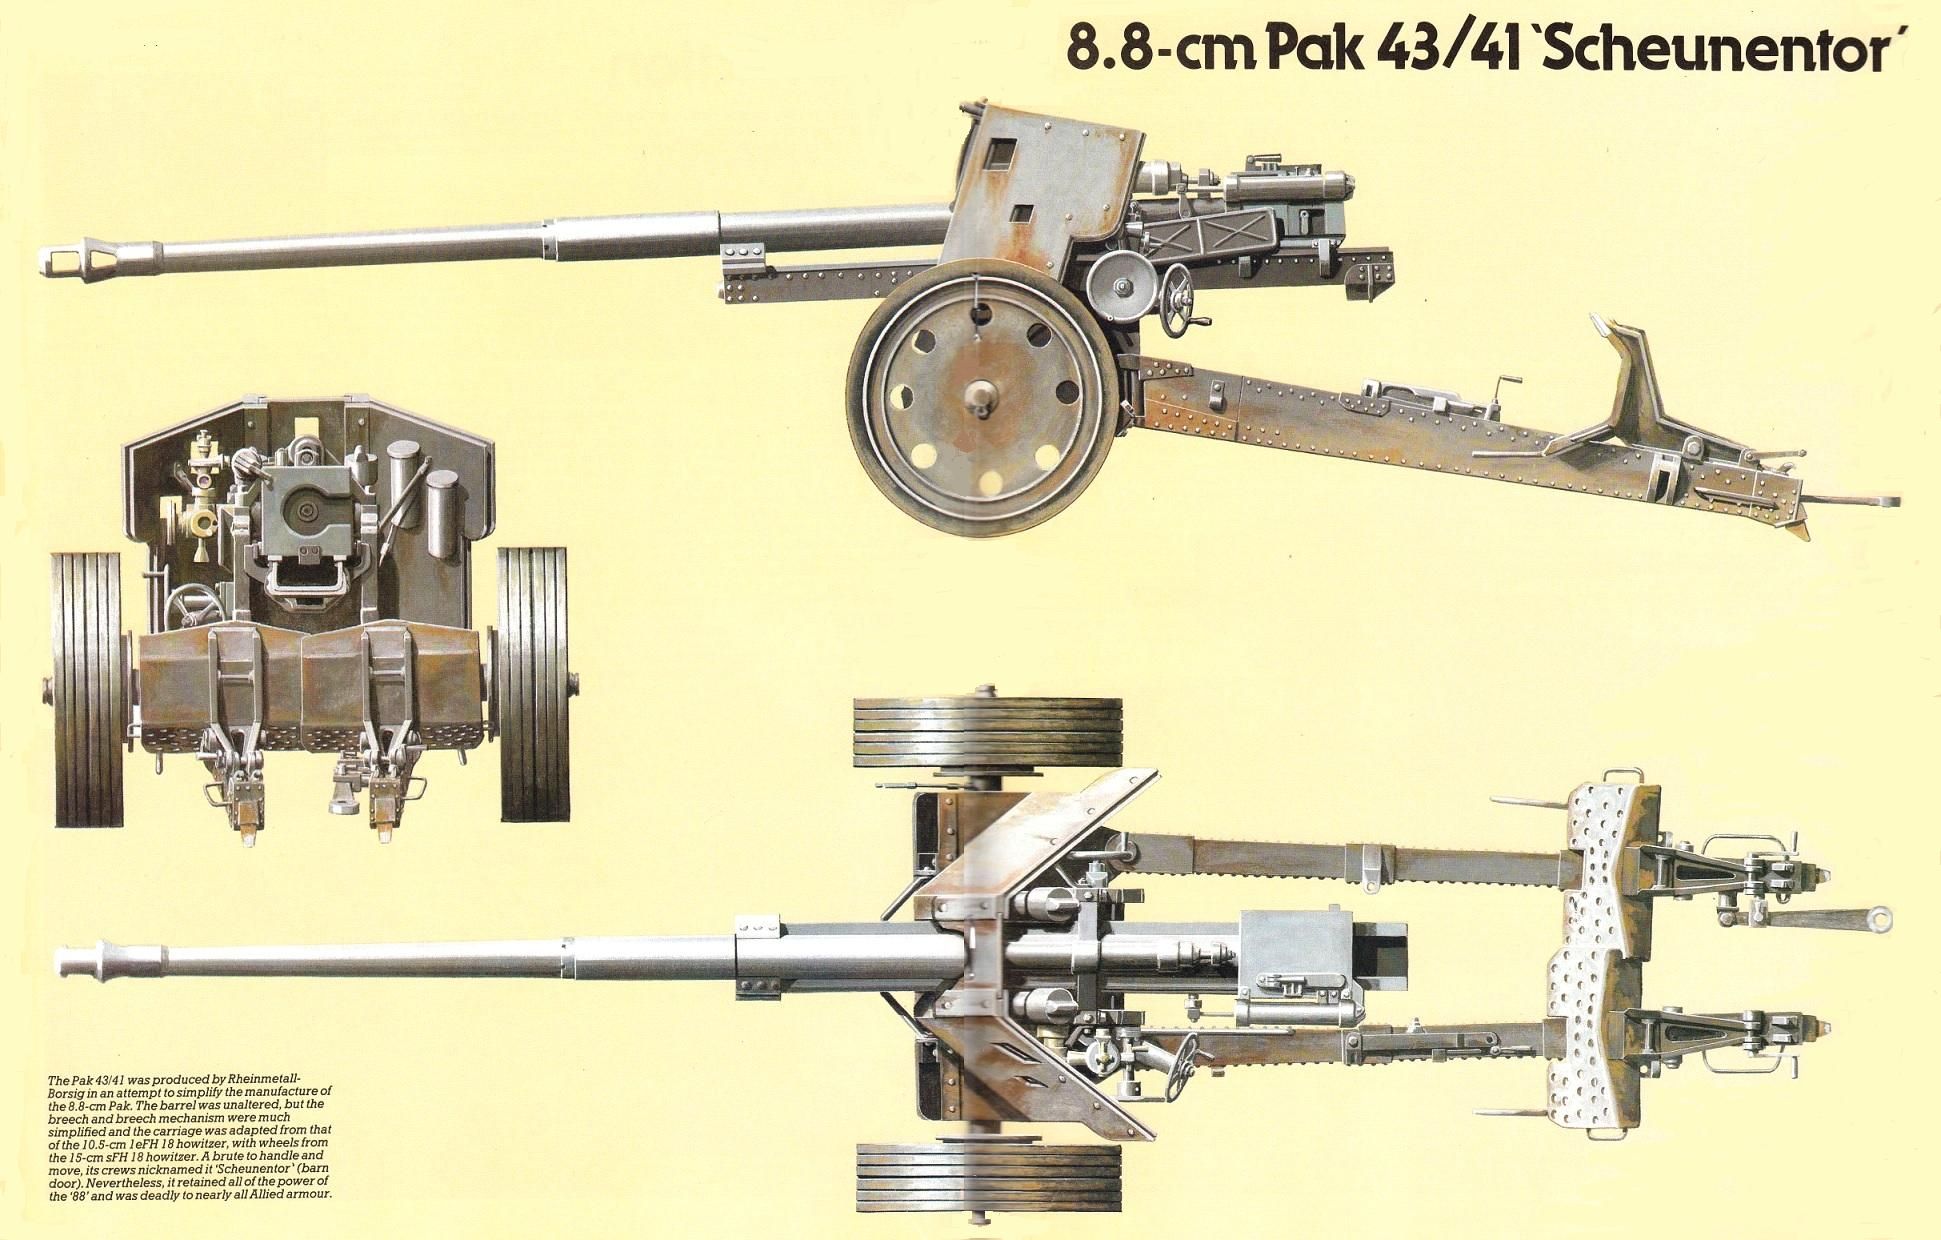 8.8-cm Pak 43/41 ‘Scheunentor’
The Pak 43/41 was produced by Rheinmetall-
Borsig in an attempt to simplify the manufacture of
the 8.8-cm Pak. The barrel was unaltered, but the
breech and breech mechanism were much
simplified and the carriage was adapted from that
of the 10.5-cm leFH 18 howitzer, with wheels from
the 15-cm sFH 18 howitzer. A brute to handle and
move, its crews nicknamed it ‘Scheunentor’ (barn
door). Nevertheless, it retained all of the power of
the ‘88’ and was deadly to nearly all Allied armour.